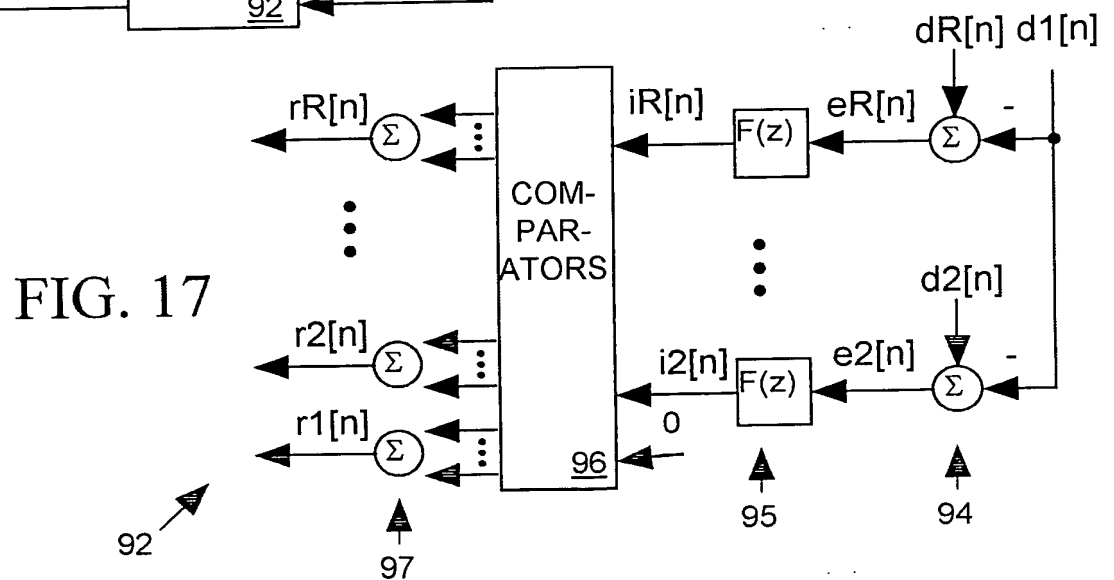 92
dR[n] d1[n]
rR[n]
Σ
iR[n]
F(z)
eR[n]
Σ
-
COM-
PAR-
ATORS
FIG. 17
d2[n]
r2[n]
Σ
i2[n]
F(z)
e2[n]
Σ
-
0
r1[n]
Σ
96
92
97
95
94